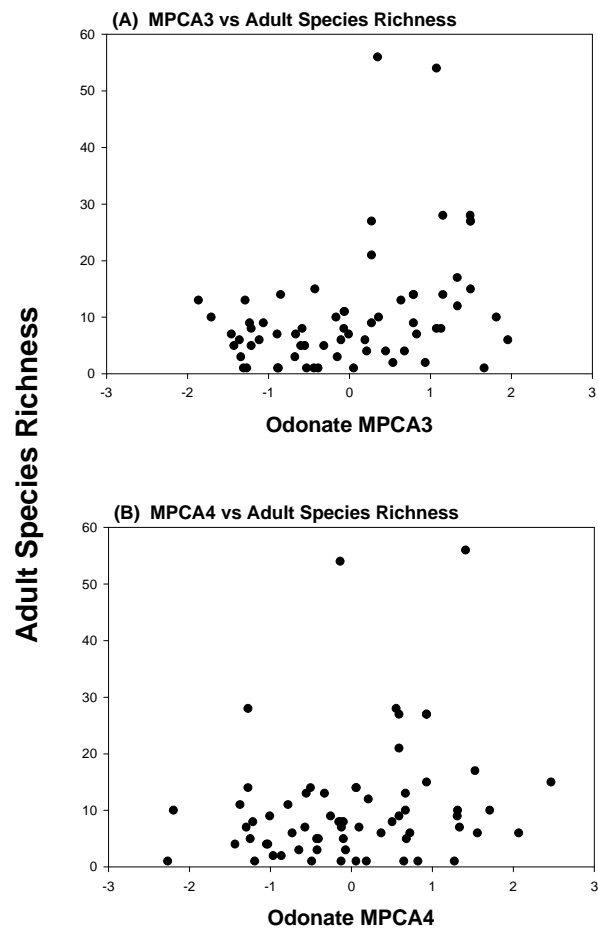 (A) MPCA3 vs Adult Species Richness
60
50
40
30
20
10
0
-3 -2 -1 0 1 2 3
Odonate MPCA3
Adult Species Richness
(B) MPCA4 vs Adult Species Richness
60
50
40
30
20
10
0
-3 -2 -1 0 1 2 3
Odonate MPCA4